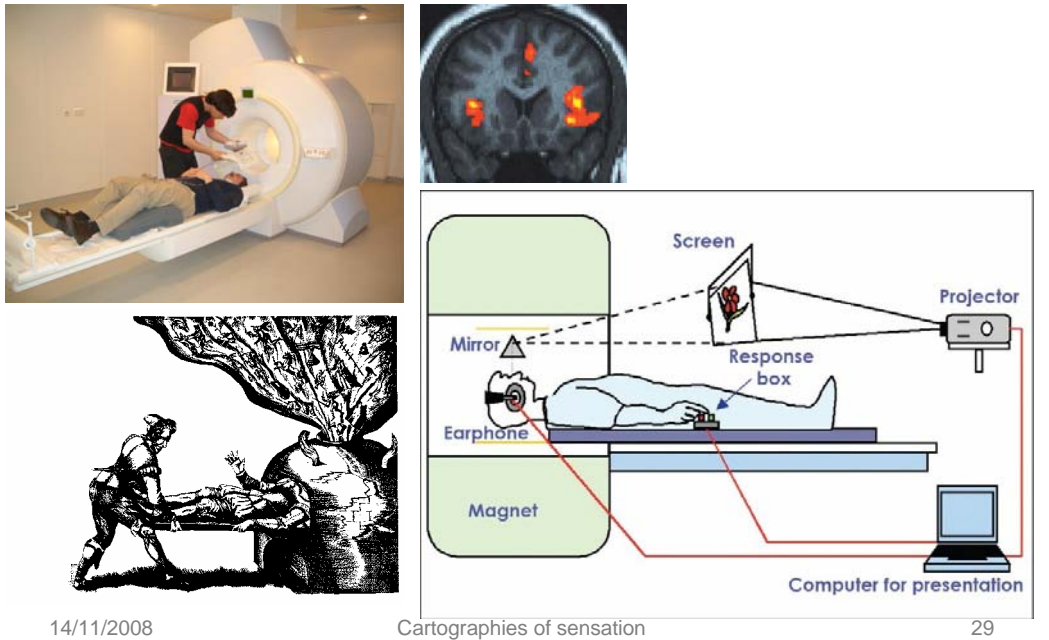 Screen
Projector
Mirror
Response
box
Earphone
Magnet
Computer for presentation
14/11/2008
Cartographies of sensation
29